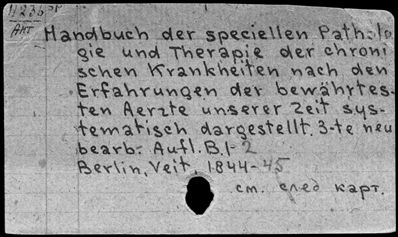 Акт
Handbuch der speciellen Patholo
gie und Therapie der chroni
schen Krankheiten nach den
Erfahrungen der bewährtes-
ten Aerzte unserer Zeit sys-
tematisch dargestellt. 3-te neu
bearb. Aufl. B.1-2
Berlin, Veit, 1844-45
см. след карт.